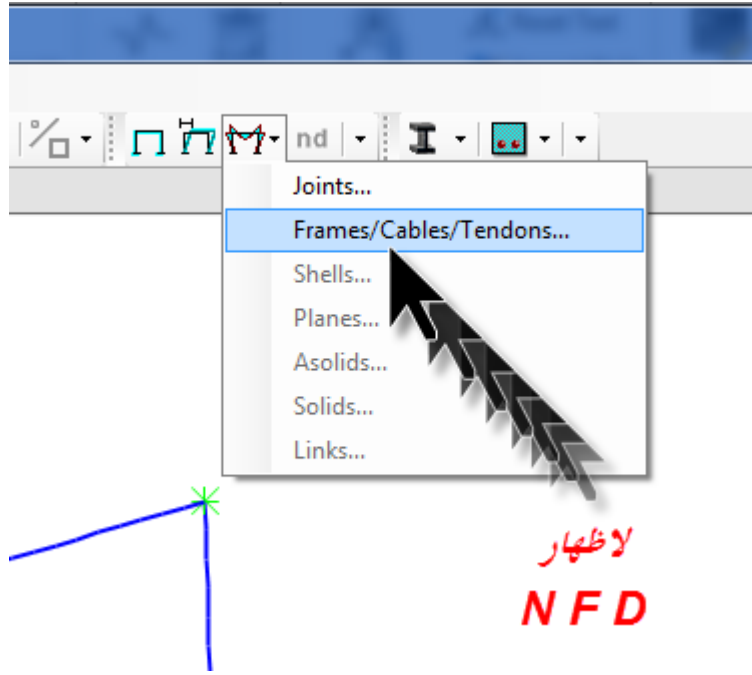 nd
Joints...
Frames/Cables/Tendons...
Shells...
Planes...
Asolids...
Solids...
Links...
لاظهار
N F D